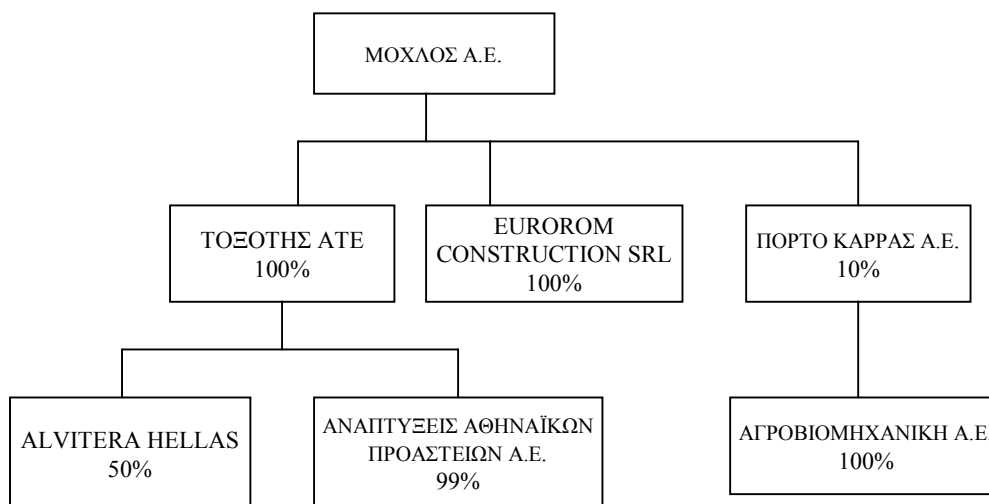 ΜΟΧΛΟΣ Α.Ε.
ΤΟΞΟΤΗΣ ΑΤΕ
100%
EUROROM
CONSTRUCTION SRL
100%
ΠΟΡΤΟ ΚΑΡΡΑΣ Α.Ε.
10%
ALVITERA HELLAS
50%
ΑΝΑΠΤΥΞΕΙΣ ΑΘΗΝΑΪΚΩΝ
ΠΡΟΑΣΤΕΙΩΝ Α.Ε.
99%
ΑΓΡΟΒΙΟΜΗΧΑΝΙΚΗ Α.Ε.
100%